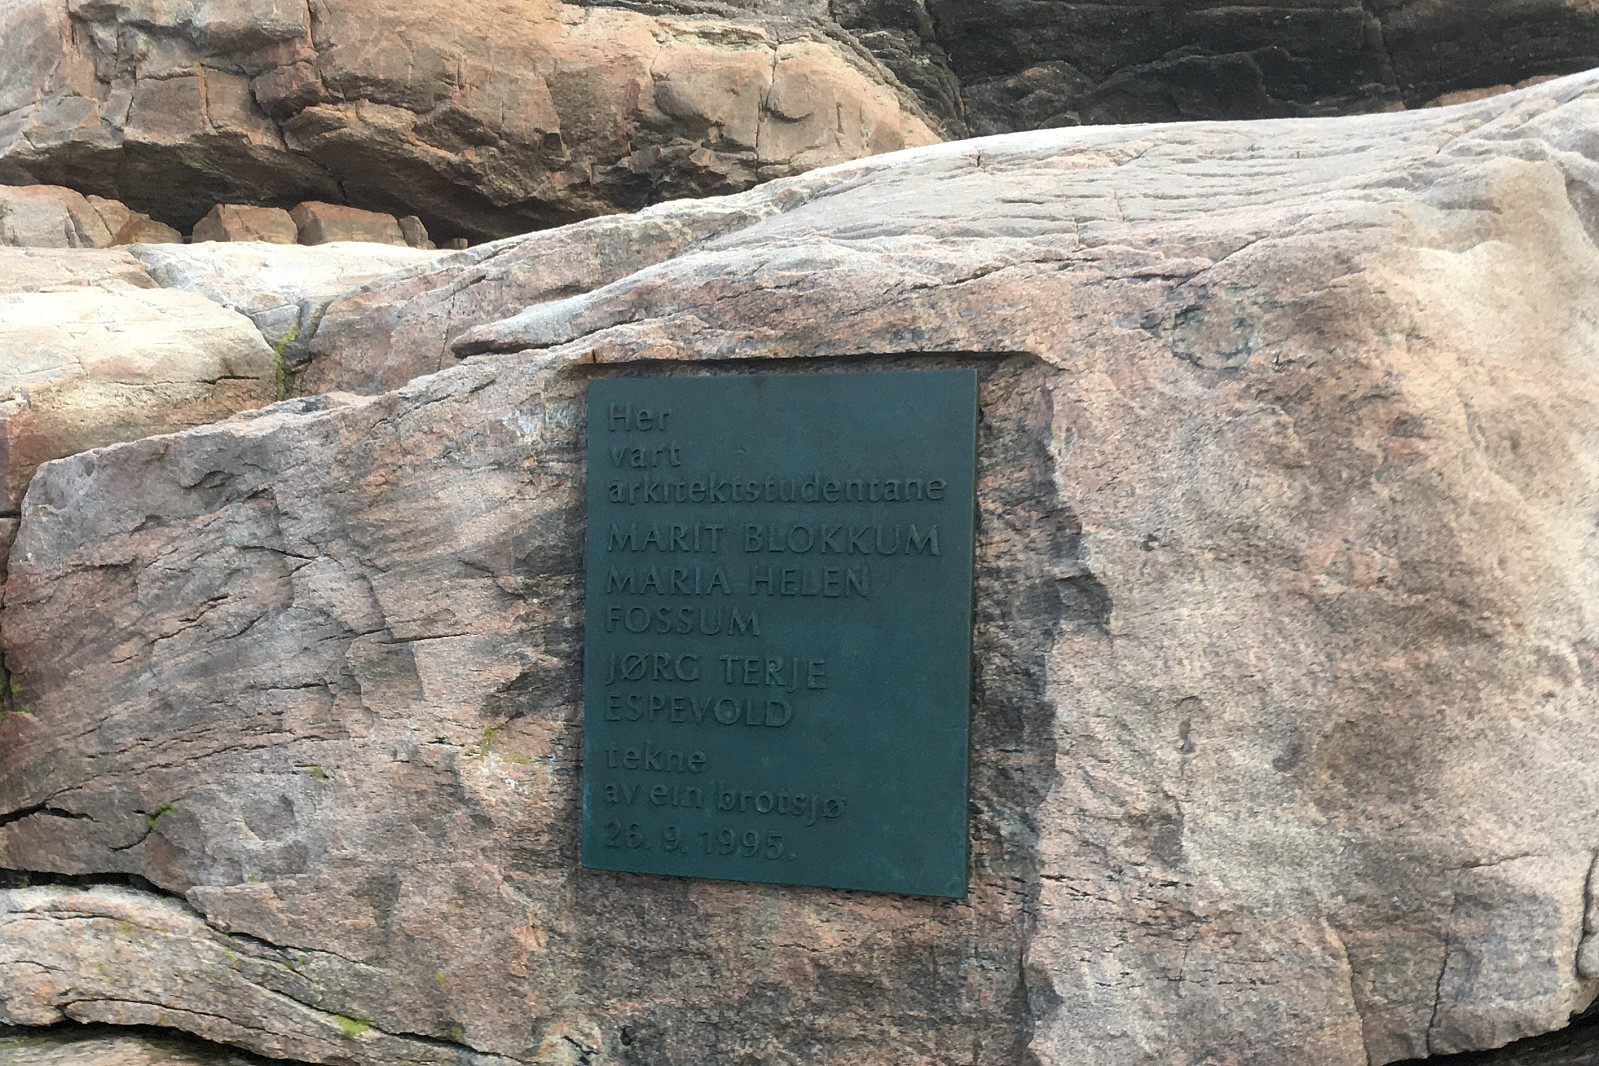 Her
vart
arkitektstudentane
MARIT BLOKKUM
MARIA HELEN
FOSSUM
JØRG TERJE
ESPEVOLD
tekne
av ein brotsjø
26. 9. 1995.